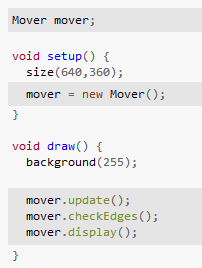 Mover mover;
void setup() {
size(640,360);
mover = new Mover();
}
void draw() {
background(255);
mover.update();
mover.checkEdges();
mover.display();
}